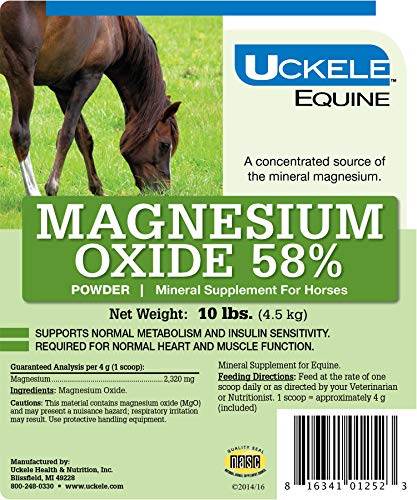 UCKELE™
EQUINE
A concentrated source of
the mineral magnesium.
MAGNESIUM
OXIDE 58%
POWDER | Mineral Supplement For Horses
Net Weight: 10 lbs. (4.5 kg)
SUPPORTS NORMAL METABOLISM AND INSULIN SENSITIVITY.
REQUIRED FOR NORMAL HEART AND MUSCLE FUNCTION.
Guaranteed Analysis per 4 g (1 scoop):
Magnesium....................................................2,320 mg
Ingredients: Magnesium Oxide.
Cautions: This material contains magnesium oxide (MgO)
and may present a nuisance hazard; respiratory irritation
may result. Use protective handling equipment.
Mineral Supplement for Equine.
Feeding Directions: Feed at the rate of one
scoop daily or as directed by your Veterinarian
or Nutritionist. 1 scoop = approximately 4 g
(included)
Manufactured by:
Uckele Health & Nutrition, Inc.
Blissfield, MI 49228
800-248-0330 ~ www.uckele.com
QUALITY SEAL
nasc
©2014/16
8 16341 01252 3